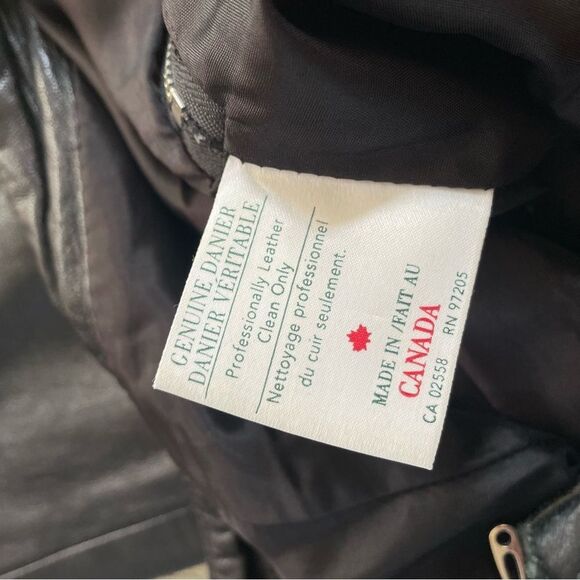 GENUINE DANIER
DANIER VÉRITABLE
Professionally Leather
Clean Only
Nettoyage professionnel
du cuir seulement.
MADE IN /FAIT AU
CANADA
CA 02558 RN 97205